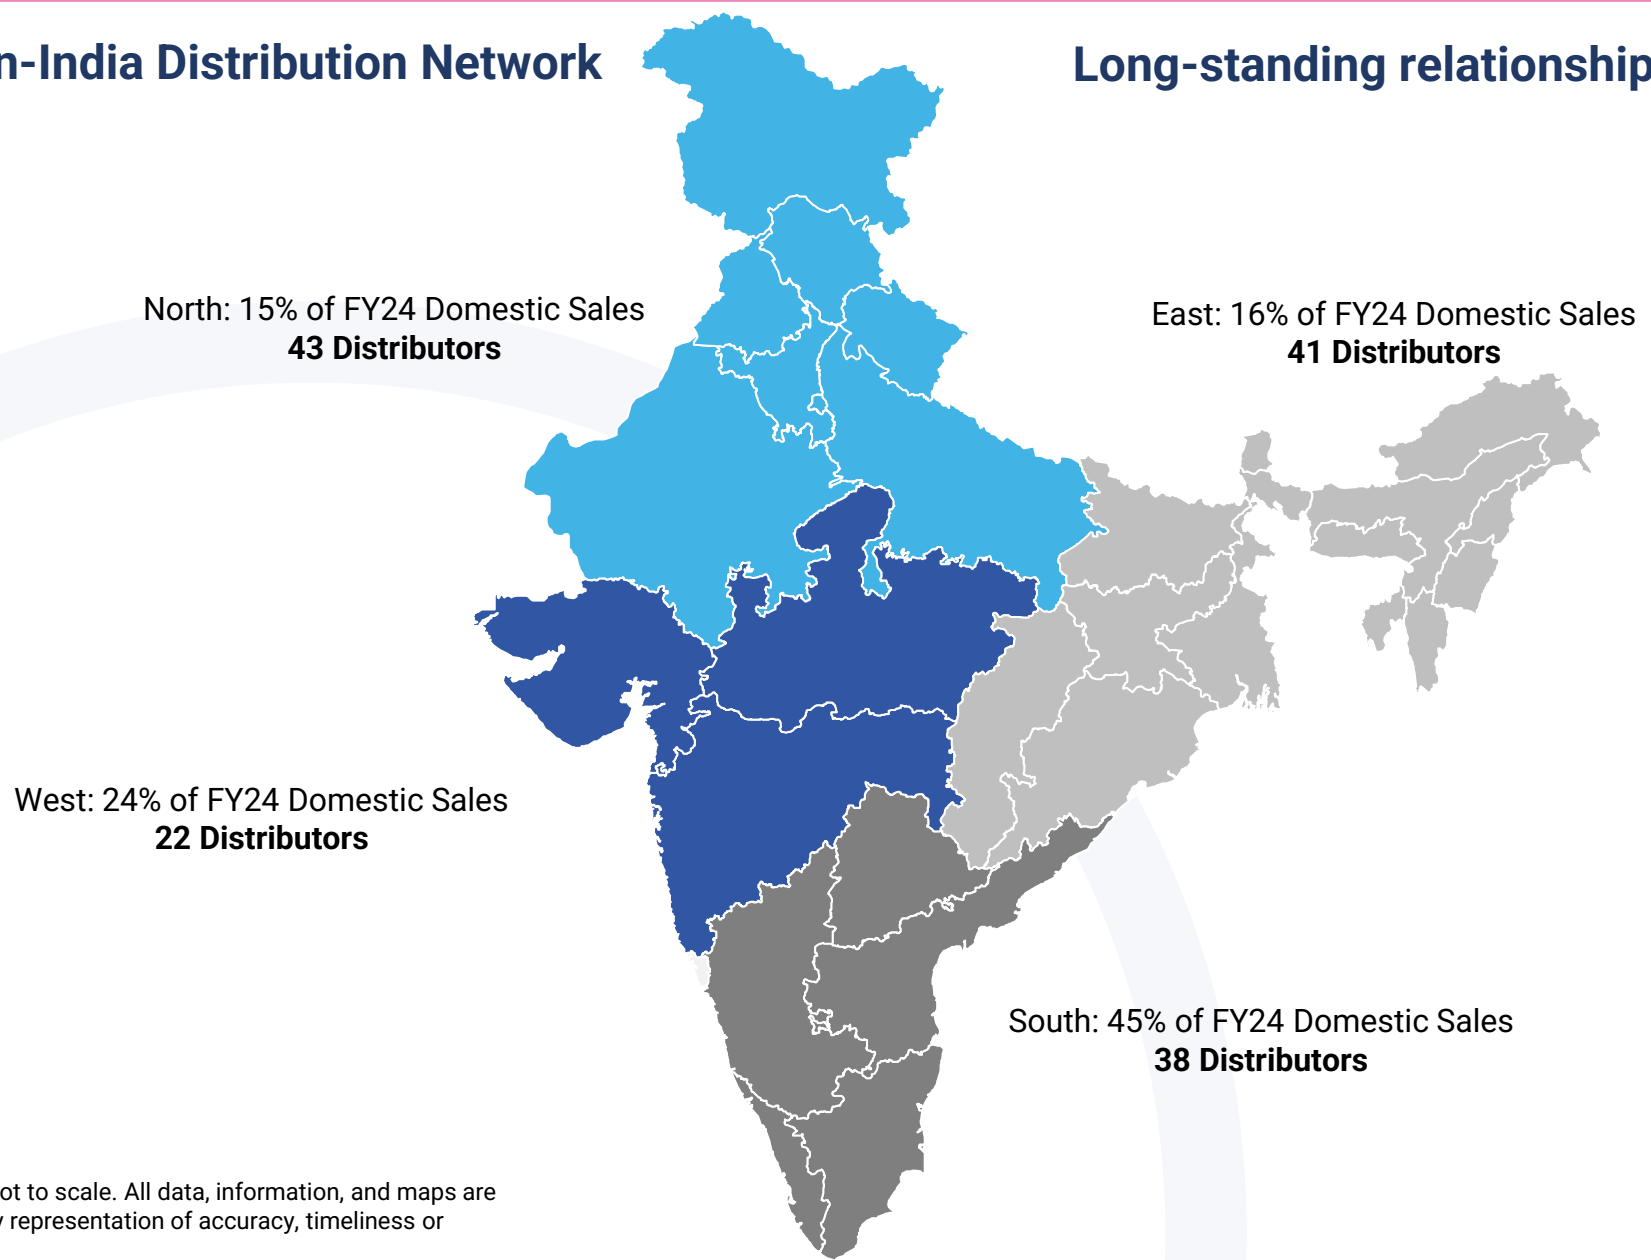 n-India Distribution Network
Long-standing relationship
North: 15% of FY24 Domestic Sales
43 Distributors
East: 16% of FY24 Domestic Sales
41 Distributors
West: 24% of FY24 Domestic Sales
22 Distributors
South: 45% of FY24 Domestic Sales
38 Distributors
ot to scale. All data, information, and maps are
representation of accuracy, timeliness or